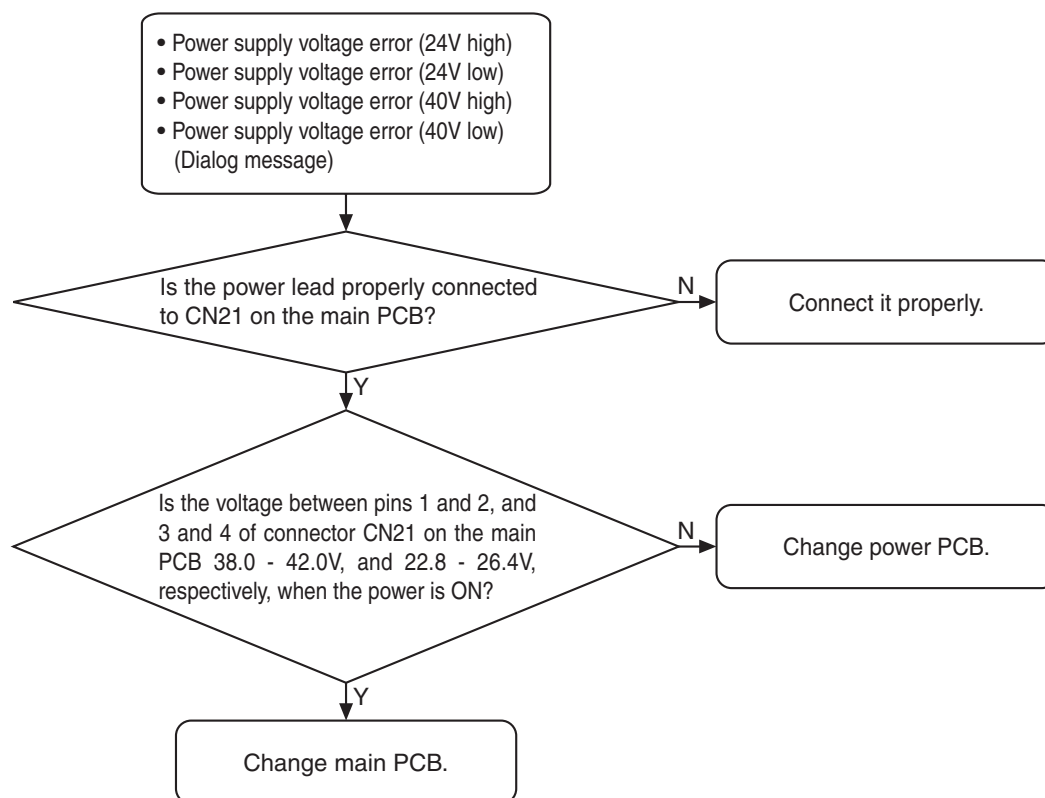 • Power supply voltage error (24V high)
• Power supply voltage error (24V low)
• Power supply voltage error (40V high)
• Power supply voltage error (40V low)
(Dialog message)
Is the power lead properly connected
to CN21 on the main PCB?
N
Connect it properly.
Y
Is the voltage between pins 1 and 2, and
3 and 4 of connector CN21 on the main
PCB 38.0 - 42.0V, and 22.8 - 26.4V,
respectively, when the power is ON?
N
Change power PCB.
Y
Change main PCB.